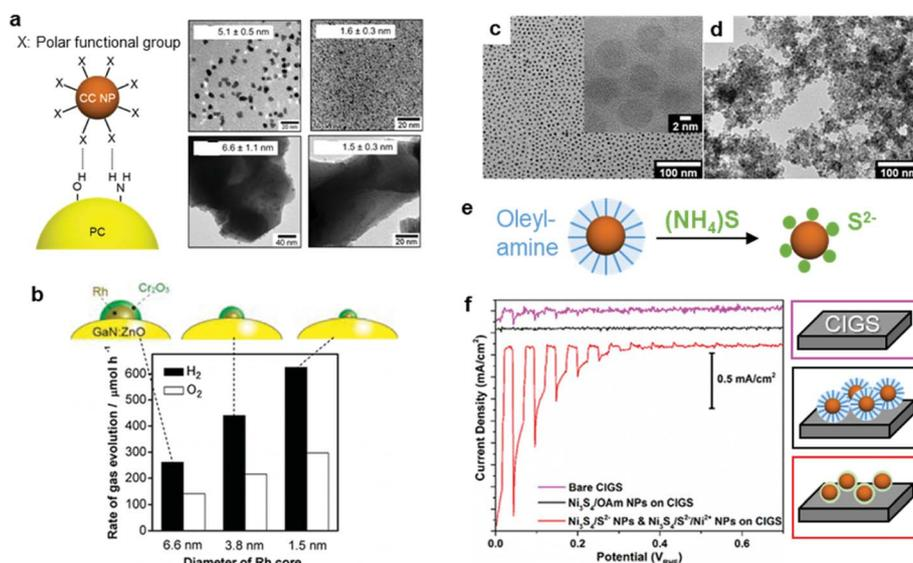 a
X: Polar functional group
X
X
X
X
X
X
X
X
CC NP
H
O
H
H
N
PC
5.1 ± 0.5 nm
20 nm
1.6 ± 0.3 nm
20 nm
6.6 ± 1.1 nm
40 nm
1.5 ± 0.3 nm
20 nm
b
Rh
Cr₂O₃
GaN:ZnO
Rate of gas evolution / μmol h⁻¹
600
500
400
300
200
100
0
H₂
O₂
6.6 nm
3.8 nm
1.5 nm
Diameter of Rh core
c
2 nm
100 nm
d
100 nm
e
Oleyl-
amine
(NH₄)S
S²⁻
f
Current Density (mA/cm²)
0.5 mA/cm²
Bare CIGS
Ni₃S₄/OAm NPs on CIGS
Ni₃S₄/S²⁻ NPs & Ni₃S₄/S²⁻/Ni²⁺ NPs on CIGS
0.0
0.2
0.4
0.6
Potential (V_RHE)
CIGS